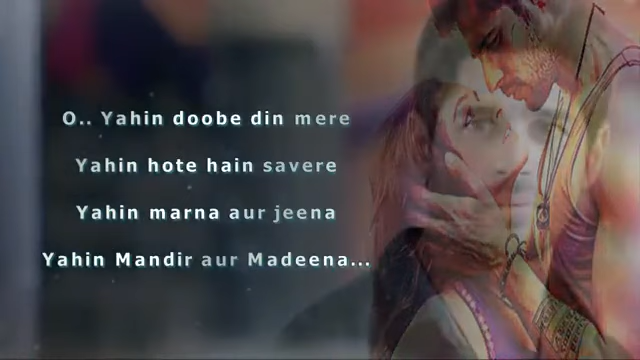 O.. Yahin doobe din mere
Yahin hote hain savere
Yahin marna aur jeena
Yahin Mandir aur Madeena...